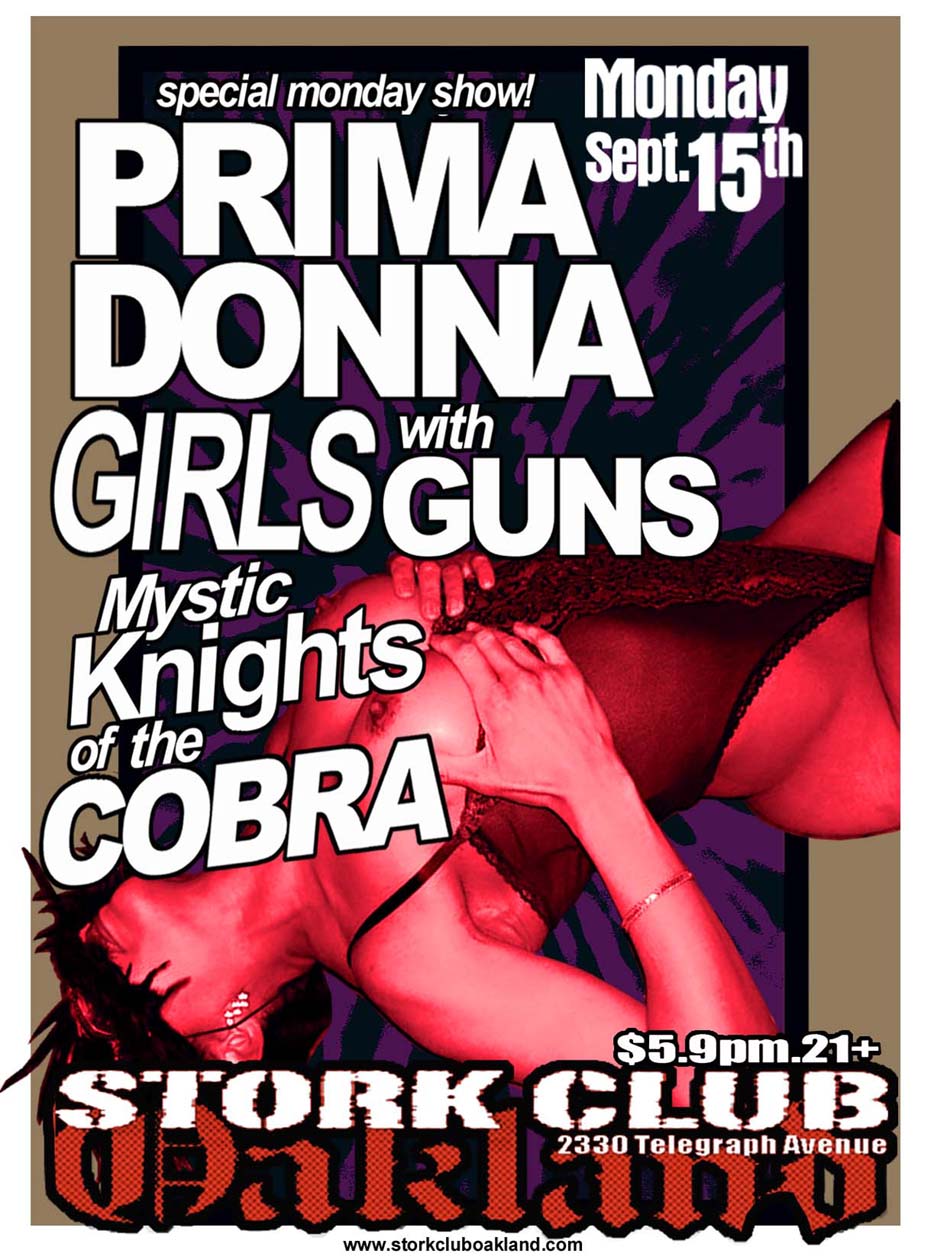 special monday show!
Monday
Sept.15th
PRIMA
DONNA
GIRLS with
GUNS
Mystic
Knights
of the
COBRA
$5.9pm.21+
STORK CLUB
2330 Telegraph Avenue
Oakland
www.storkcluboakland.com